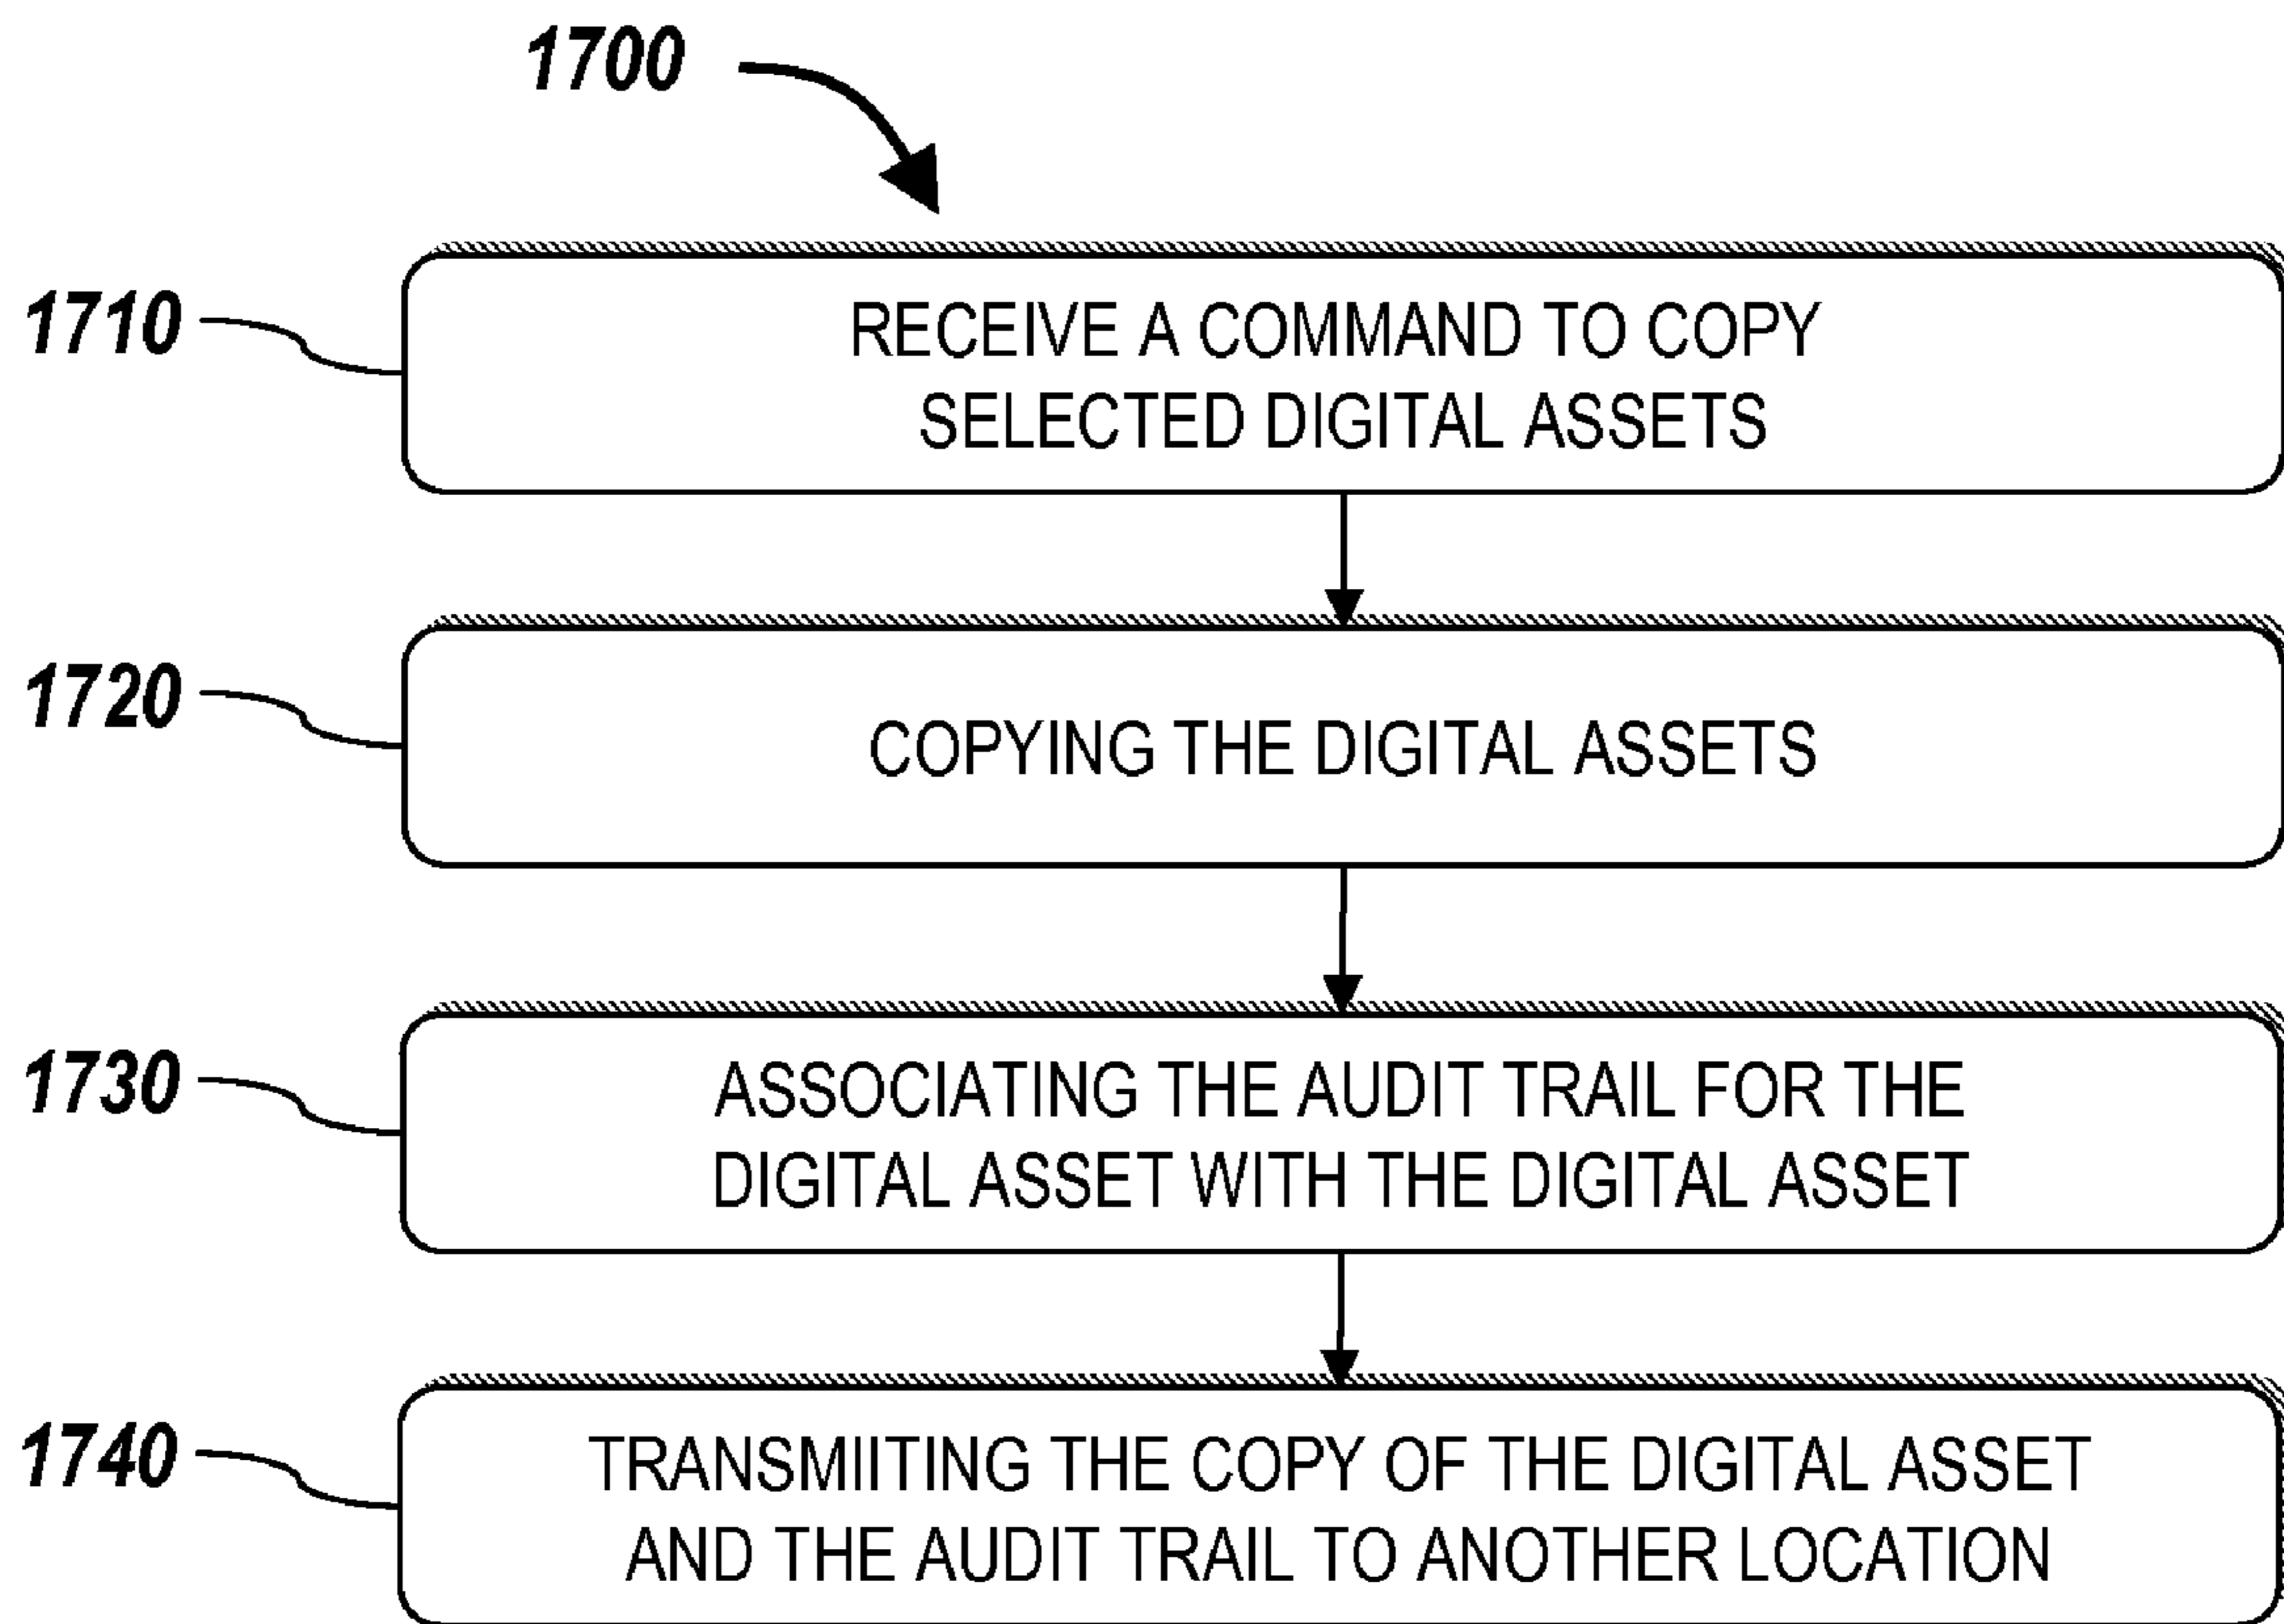 1700
1710
RECEIVE A COMMAND TO COPY
SELECTED DIGITAL ASSETS
1720
COPYING THE DIGITAL ASSETS
1730
ASSOCIATING THE AUDIT TRAIL FOR THE
DIGITAL ASSET WITH THE DIGITAL ASSET
1740
TRANSMIITING THE COPY OF THE DIGITAL ASSET
AND THE AUDIT TRAIL TO ANOTHER LOCATION